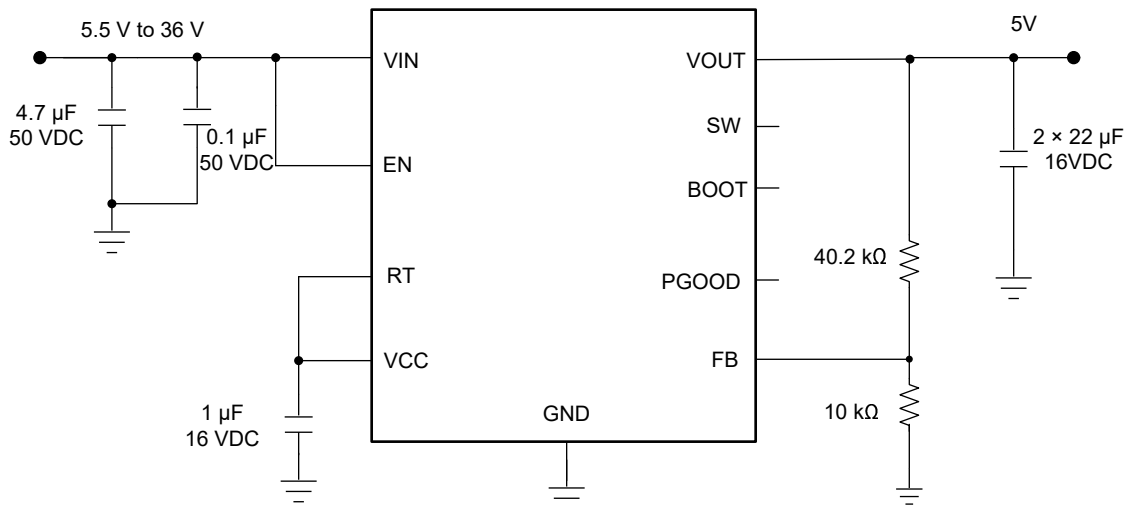 5.5 V to 36 V
5V
VIN
VOUT
4.7 µF
50 VDC
0.1 µF
50 VDC
SW
2 × 22 µF
16VDC
EN
BOOT
40.2 kΩ
RT
PGOOD
VCC
FB
1 µF
16 VDC
GND
10 kΩ